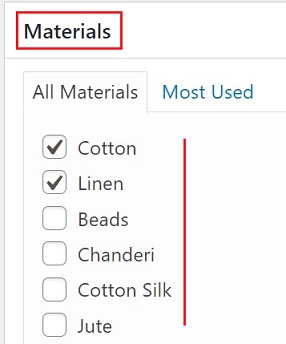 Materials
All Materials Most Used
Cotton
Linen
Beads
Chanderi
Cotton Silk
Jute